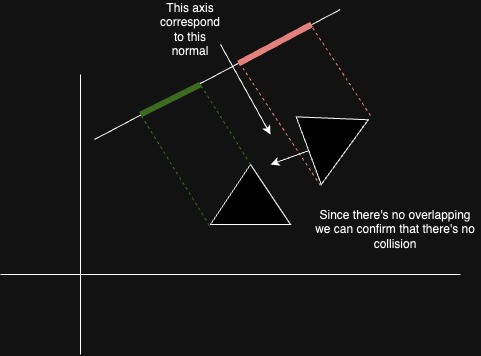 This axis
correspond
to this
normal
Since there's no overlapping
we can confirm that there's no
collision